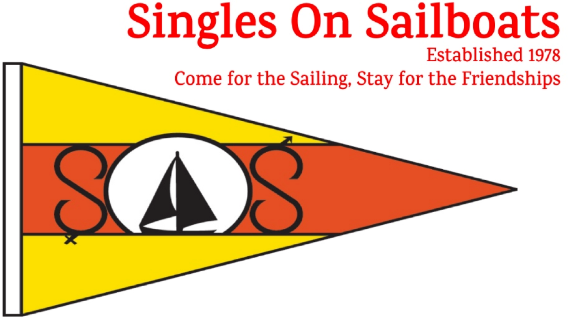 Singles On Sailboats
Established 1978
Come for the Sailing, Stay for the Friendships
SOS